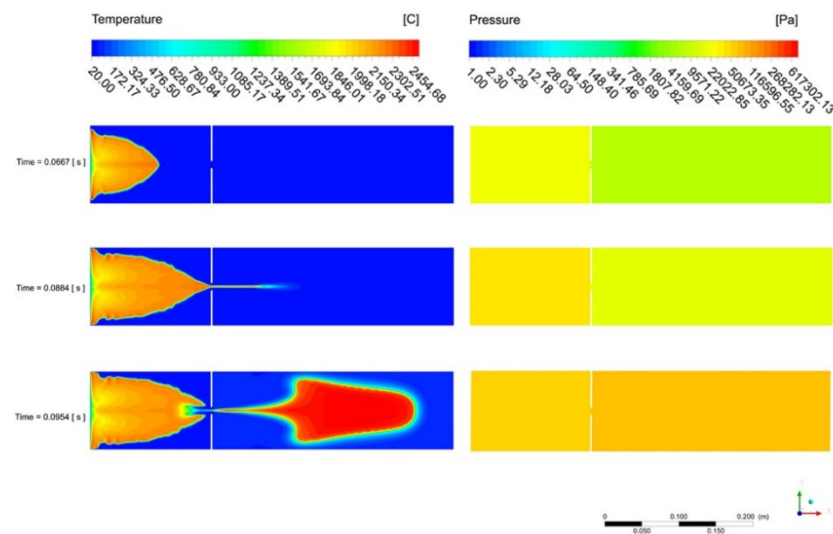 Temperature [C]
20.00 172.17 324.33 476.50 628.67 780.84 933.00 1085.17 1237.34 1389.51 1541.67 1693.84 1846.01 1998.18 2150.34 2302.51 2454.68
Pressure [Pa]
1.00 2.30 5.29 12.18 28.03 64.50 148.40 341.46 785.69 1807.82 4159.69 9571.22 22022.85 50673.35 116596.55 268282.13 617302.13
Time = 0.0667 [ s ]
Time = 0.0884 [ s ]
Time = 0.0954 [ s ]
0 0.100 0.200 (m)
0.050 0.150
Y
X